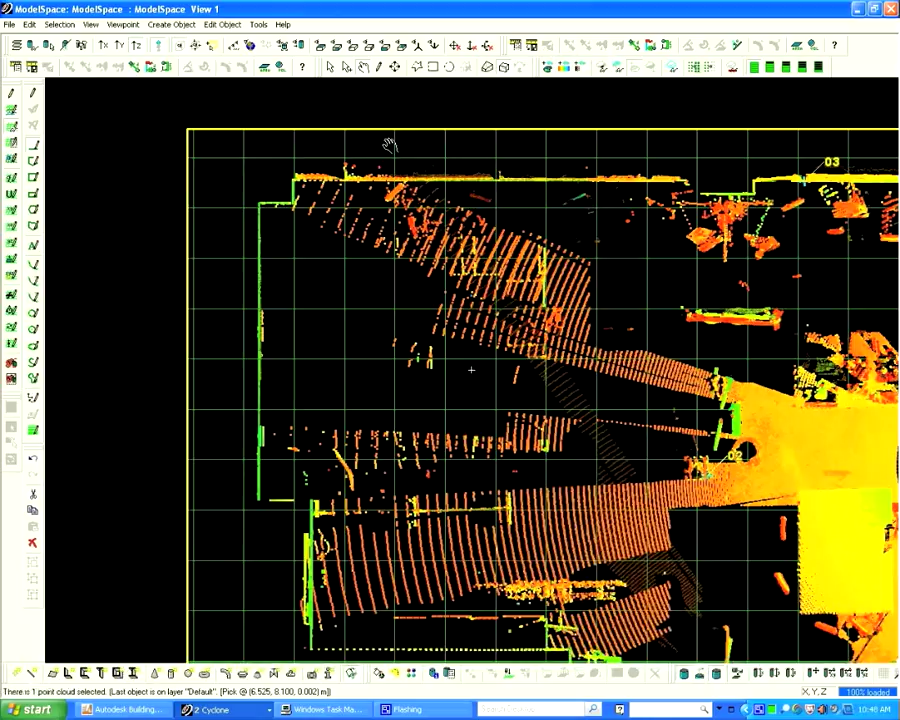 ModelSpace: ModelSpace : ModelSpace View 1
File Edit Selection View Viewpoint Create Object Edit Object Tools Help
03
02
There is 1 point cloud selected. [Last object is on layer "Default". [Pick @ (6.525, 8.100, 0.002) m]
X, Y, Z 100% loaded
start Autodesk Building... 2 Cyclone Windows Task Ma... Flashing 10:48 AM